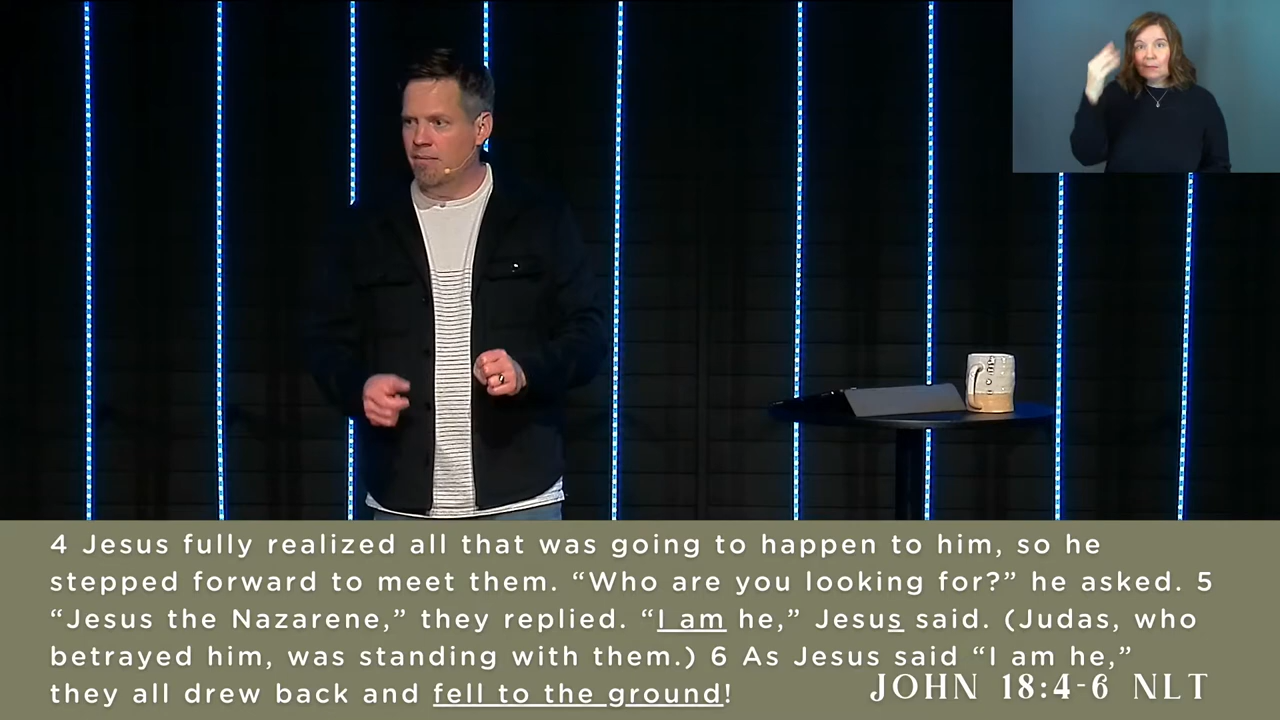 4 Jesus fully realized all that was going to happen to him, so he
stepped forward to meet them. “Who are you looking for?” he asked. 5
“Jesus the Nazarene,” they replied. “I am he,” Jesus said. (Judas, who
betrayed him, was standing with them.) 6 As Jesus said “I am he,”
they all drew back and fell to the ground!
JOHN 18:4-6 NLT